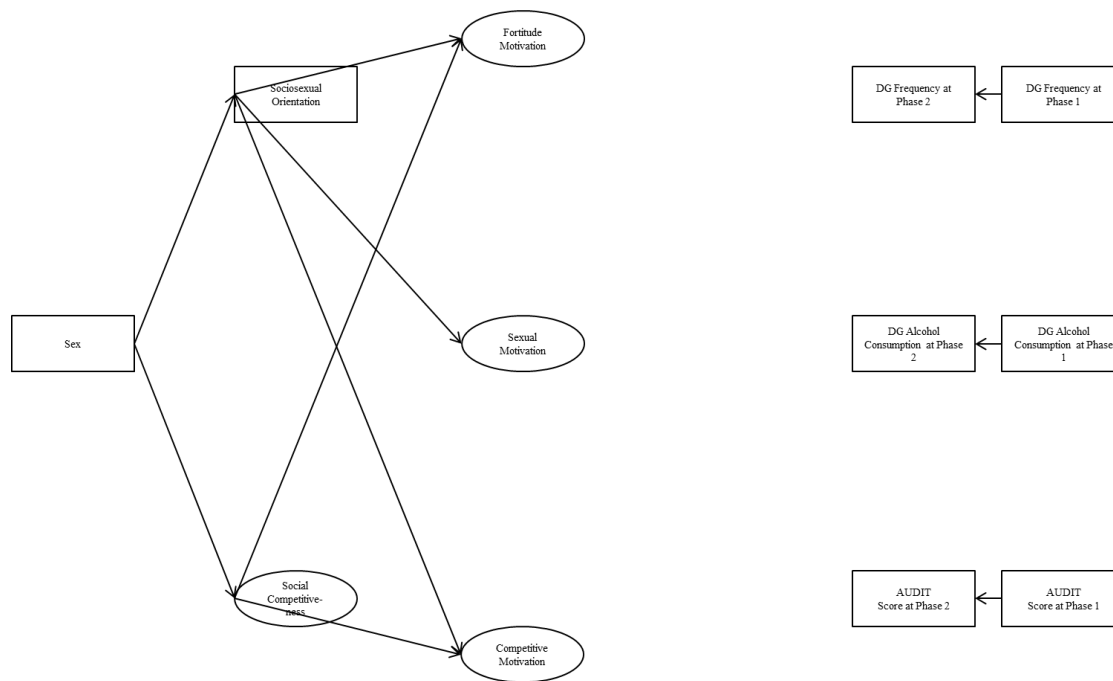 Fortitude
Motivation
Sociosexual
Orientation
DG Frequency at
Phase 2
DG Frequency at
Phase 1
Sex
Sexual
Motivation
DG Alcohol
Consumption at Phase
2
DG Alcohol
Consumption at Phase
1
Social
Competitive-
ness
AUDIT
Score at Phase 2
AUDIT
Score at Phase 1
Competitive
Motivation